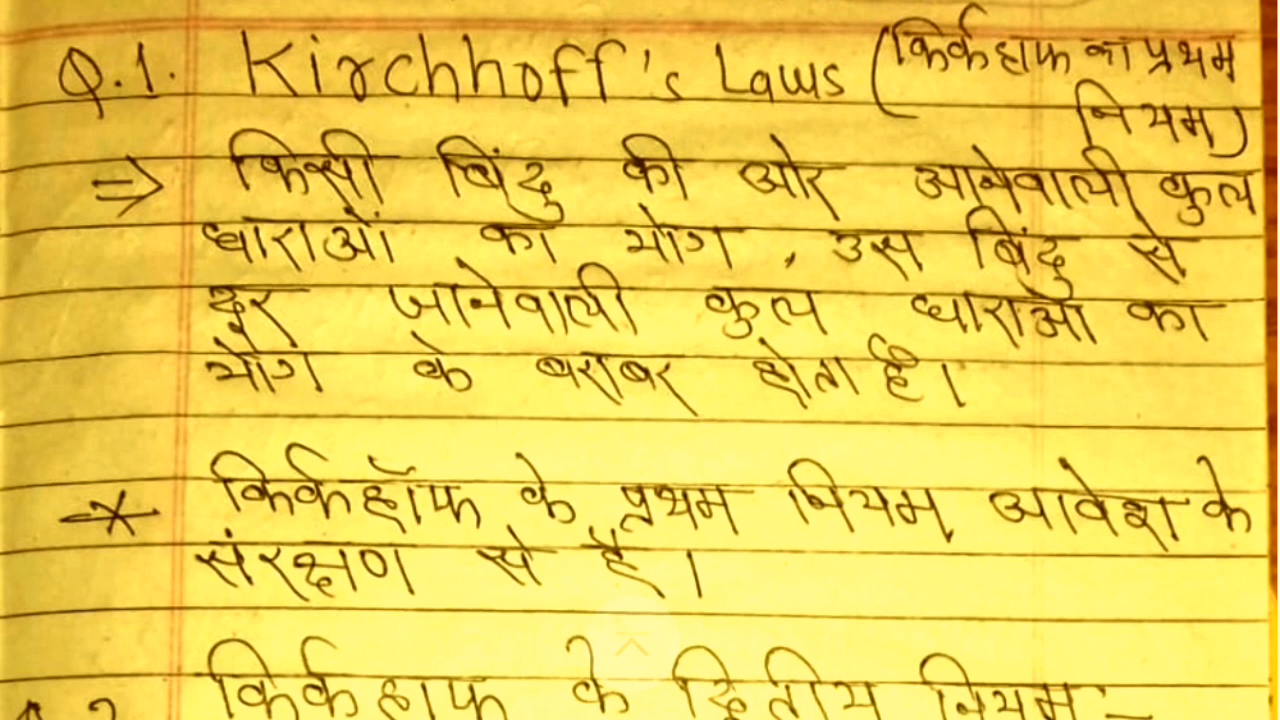 Q.1. Kirchhoff's Laws (किर्कहाफ का प्रथम
नियम)
⇒ किसी बिंदु की ओर आनेवाली कुल
धाराओं का योग, उस बिंदु से
दूर जानेवाली कुल धाराओं का
योग के बराबर होता है।
* किर्कहॉफ के प्रथम नियम आवेश के
संरक्षण से है।
किर्कहाफ के द्वितीय नियम:-